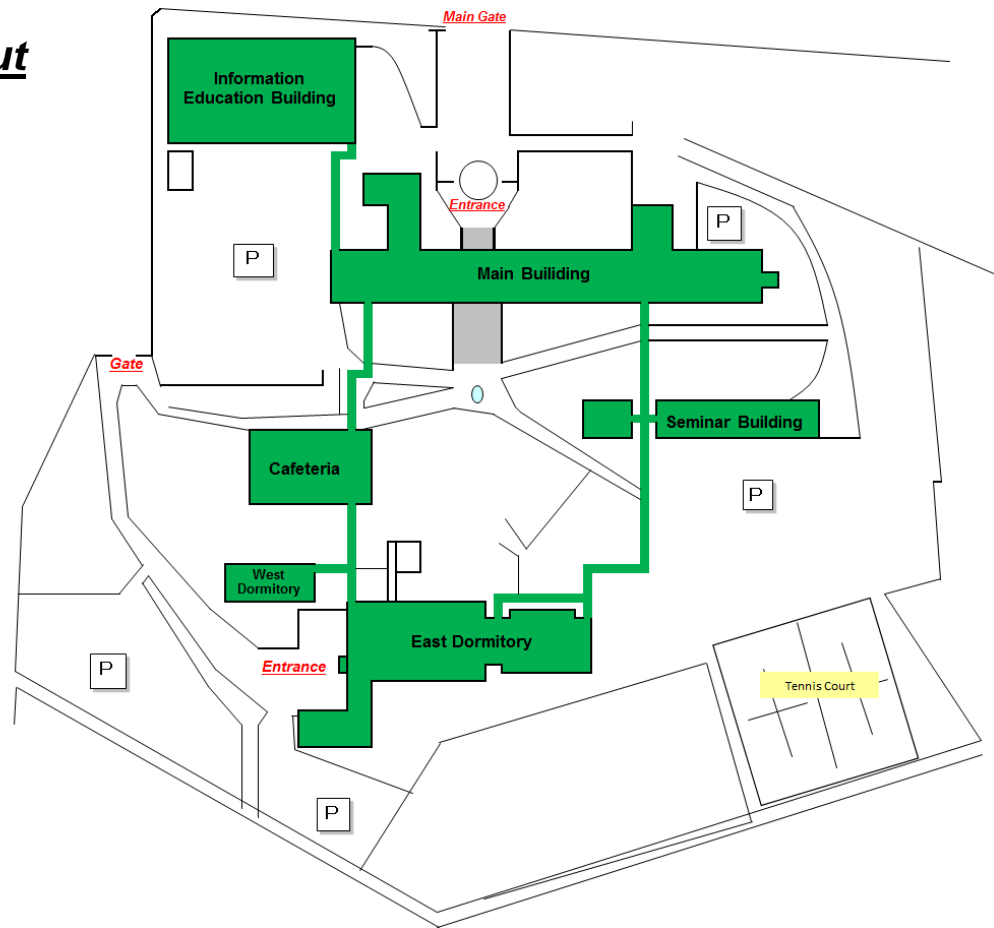 ut
Main Gate
Information
Education Building
Entrance
P
P
Main Builiding
Gate
Seminar Building
Cafeteria
P
West
Dormitory
East Dormitory
Entrance
P
Tennis Court
P